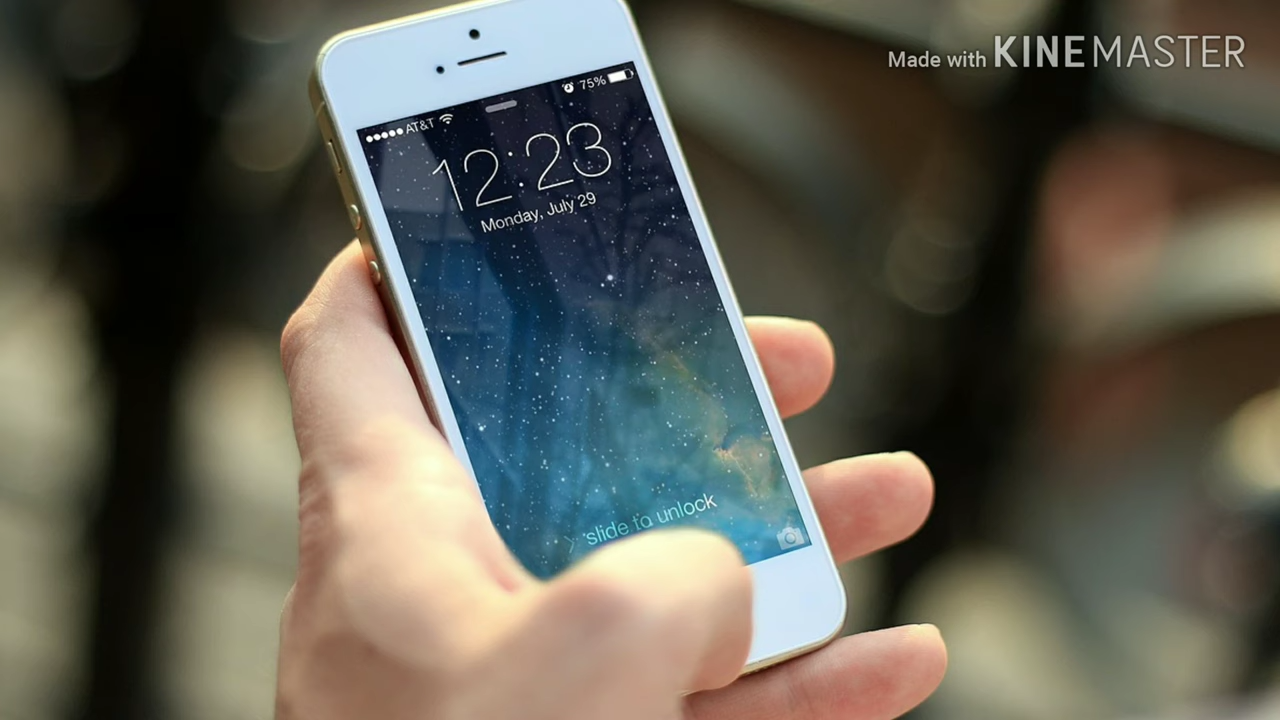 Made with KINEMASTER
●●●●● AT&T 75%
12:23
Monday, July 29
slide to unlock